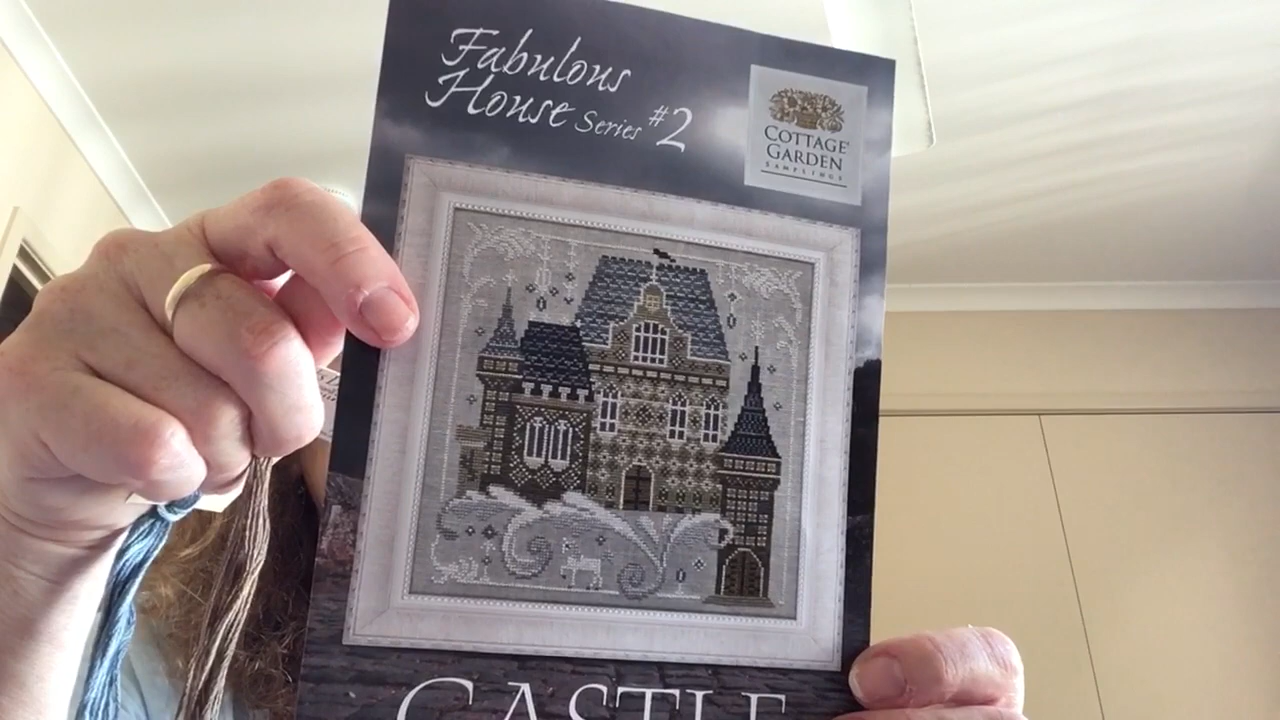 Fabulous
House Series #2
COTTAGE
GARDEN
SAMPLINGS
CASTLE